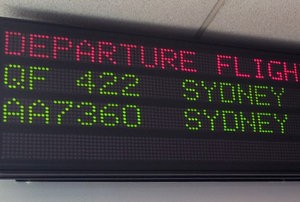 DEPARTURE FLIGH
QF 422 SYDNEY
AA7360 SYDNEY